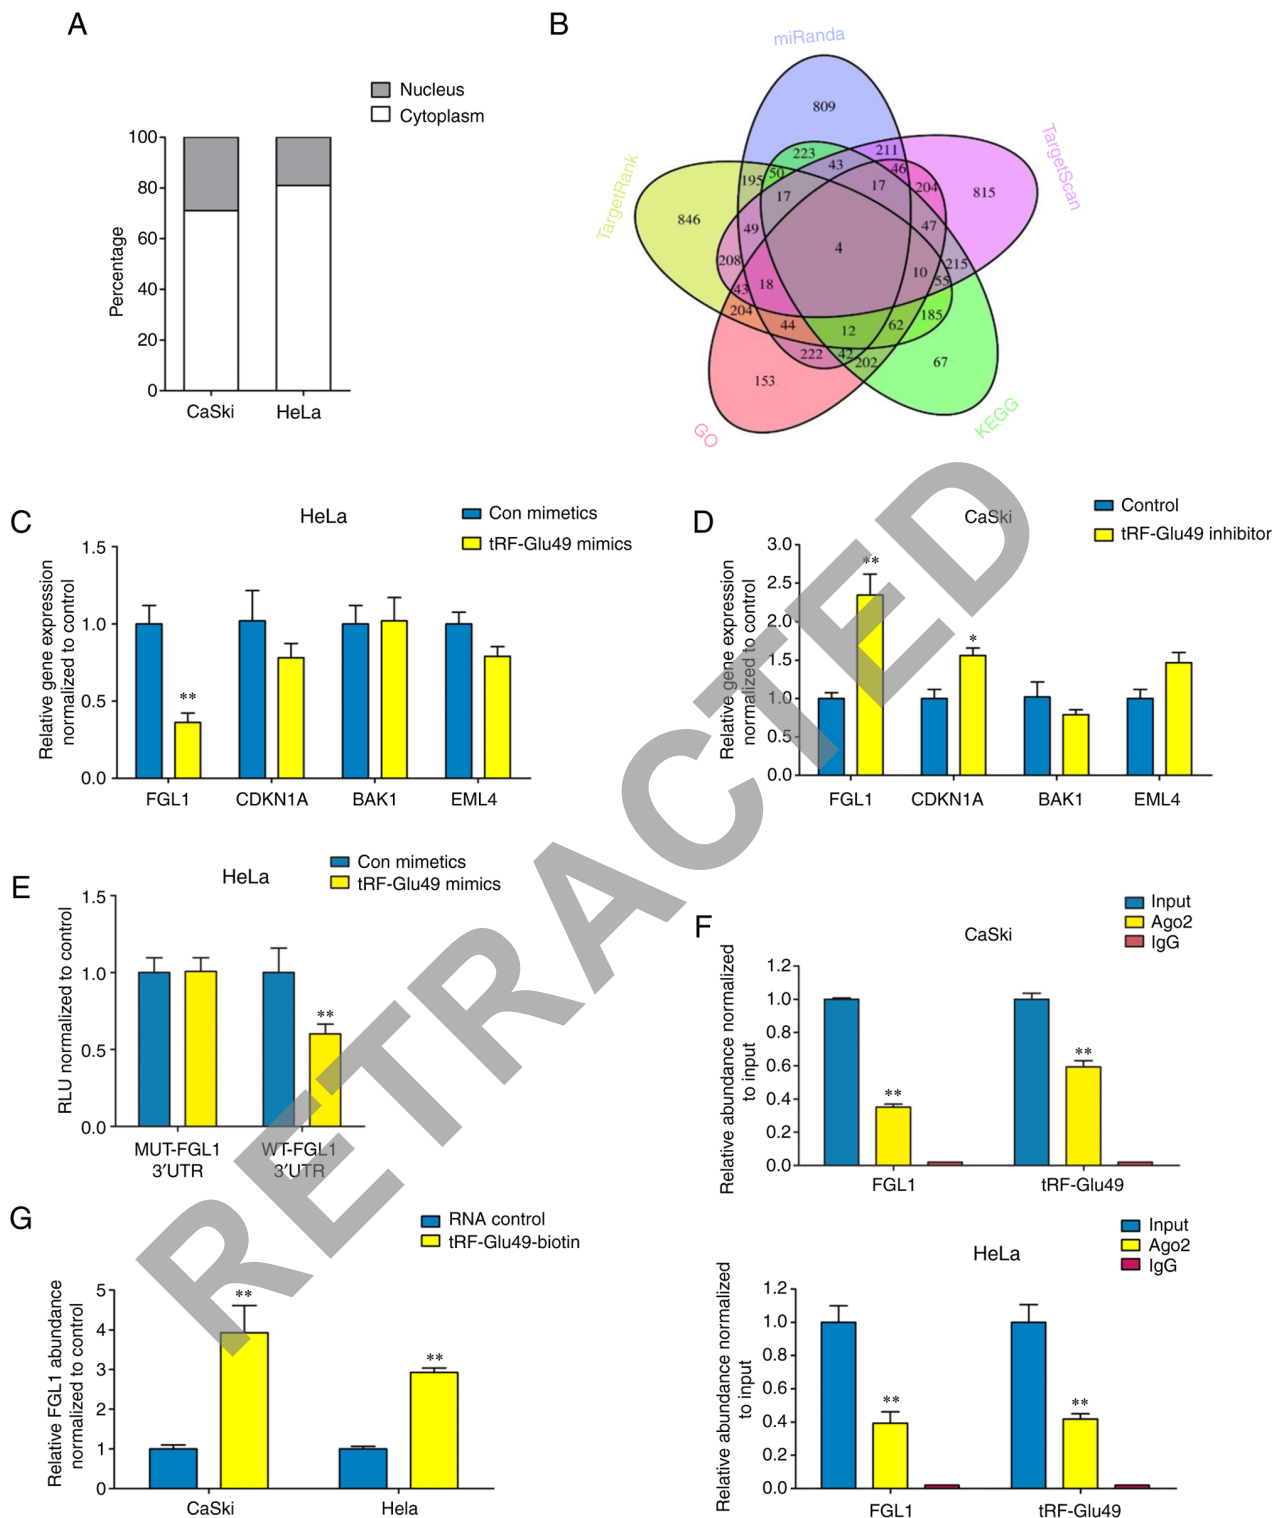 A
Nucleus
Cytoplasm
Percentage
100
80
60
40
20
0
CaSki
HeLa
B
miRanda
TargetScan
TargetRank
GO
KEGG
809
223
43
211
46
204
815
195
50
17
17
846
49
47
4
208
10
215
55
43
18
204
44
12
62
185
222
42
202
67
153
C
HeLa
Con mimetics
tRF-Glu49 mimics
Relative gene expression
normalized to control
1.5
1.0
0.5
0.0
**
FGL1
CDKN1A
BAK1
EML4
D
CaSki
Control
tRF-Glu49 inhibitor
Relative gene expression
normalized to control
3.0
2.5
2.0
1.5
1.0
0.5
0.0
**
*
FGL1
CDKN1A
BAK1
EML4
E
HeLa
Con mimetics
tRF-Glu49 mimics
RLU normalized to control
1.5
1.0
0.5
0.0
**
MUT-FGL1
3′UTR
WT-FGL1
3′UTR
F
CaSki
Input
Ago2
IgG
Relative abundance normalized
to input
1.2
1.0
0.8
0.6
0.4
0.2
0.0
**
**
FGL1
tRF-Glu49
HeLa
Input
Ago2
IgG
Relative abundance normalized
to input
1.2
1.0
0.8
0.6
0.4
0.2
0.0
**
**
FGL1
tRF-Glu49
G
RNA control
tRF-Glu49-biotin
Relative FGL1 abundance
normalized to control
5
4
3
2
1
0
**
**
CaSki
Hela
RETRACTED